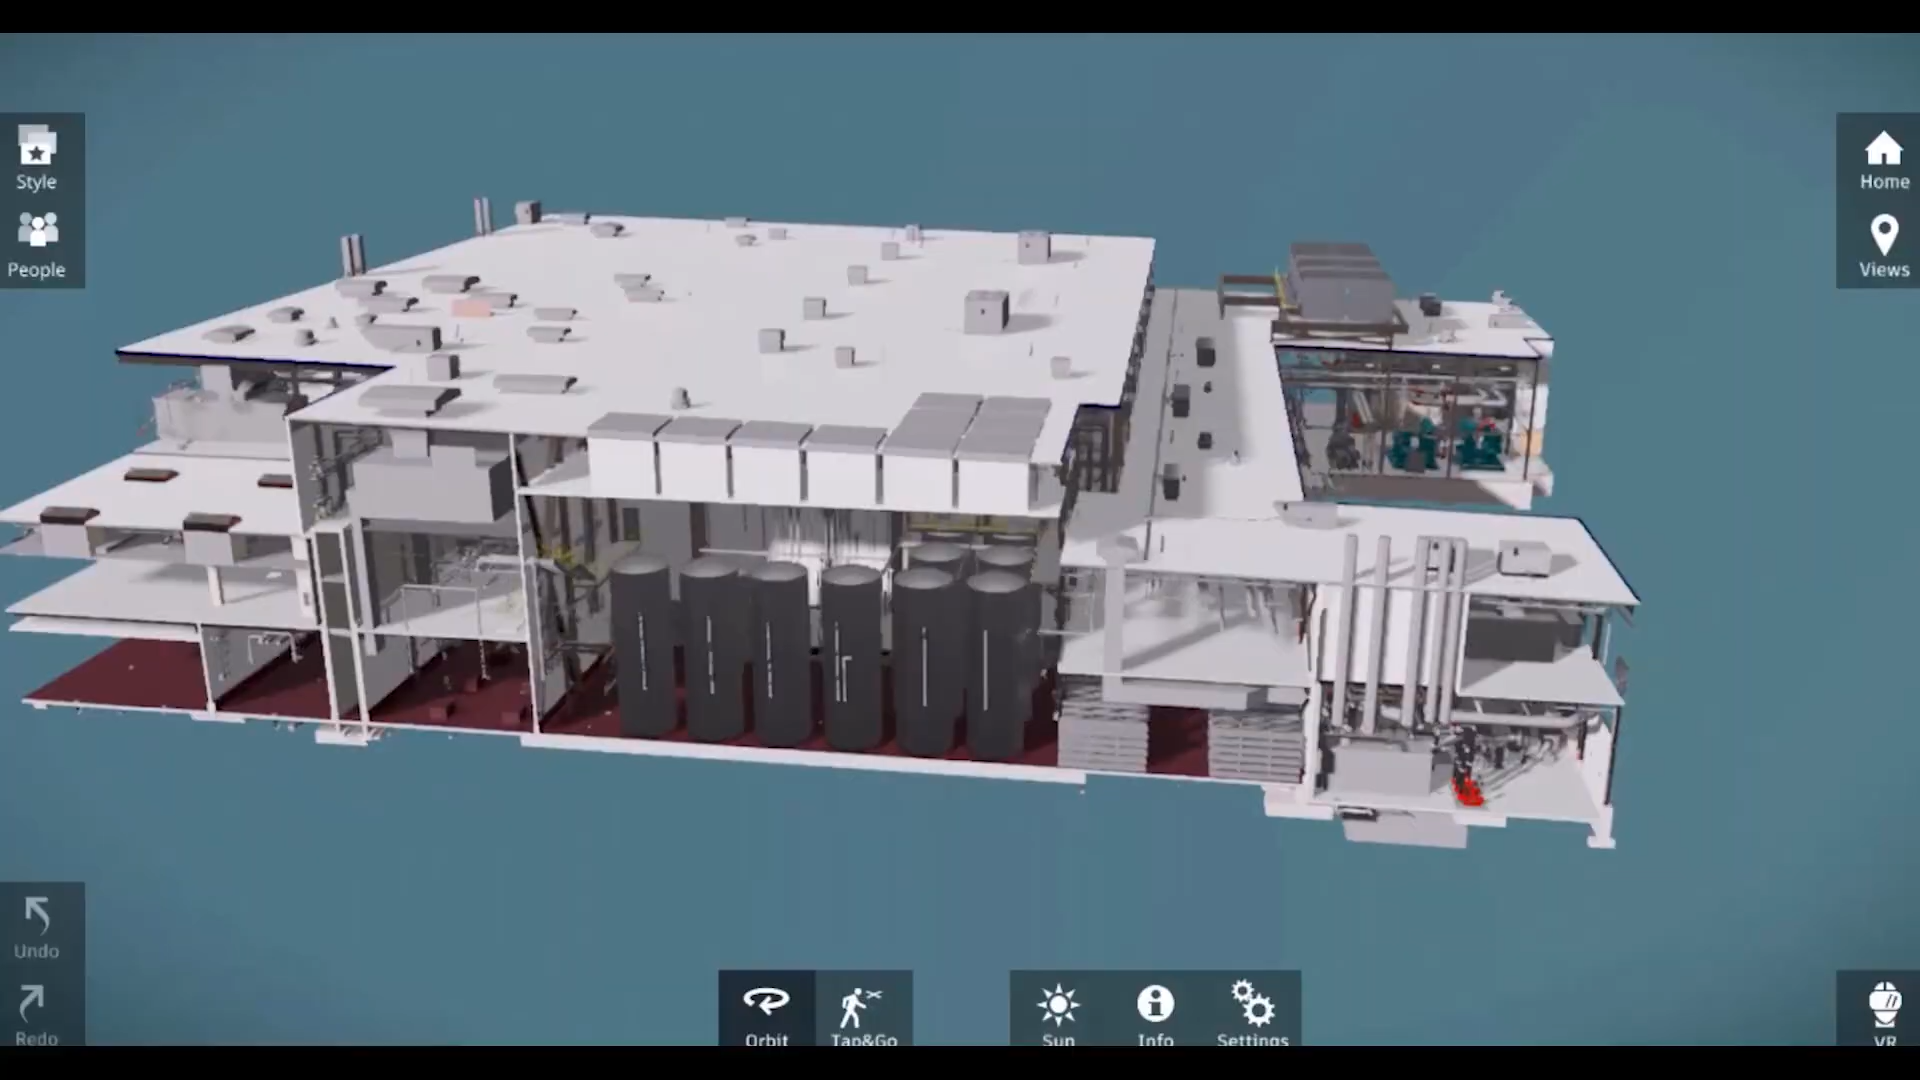 Style
People
Home
Views
Undo
Redo
Orbit
Tap&Go
Sun
Info
Settings
VR